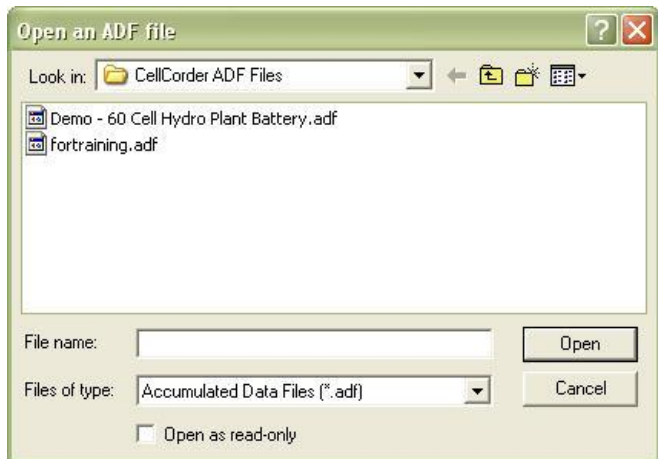 Open an ADF file
Look in: CellCorder ADF Files
Demo - 60 Cell Hydro Plant Battery.adf
fortraining.adf
File name: Open
Files of type: Accumulated Data Files (*.adf) Cancel
Open as read-only